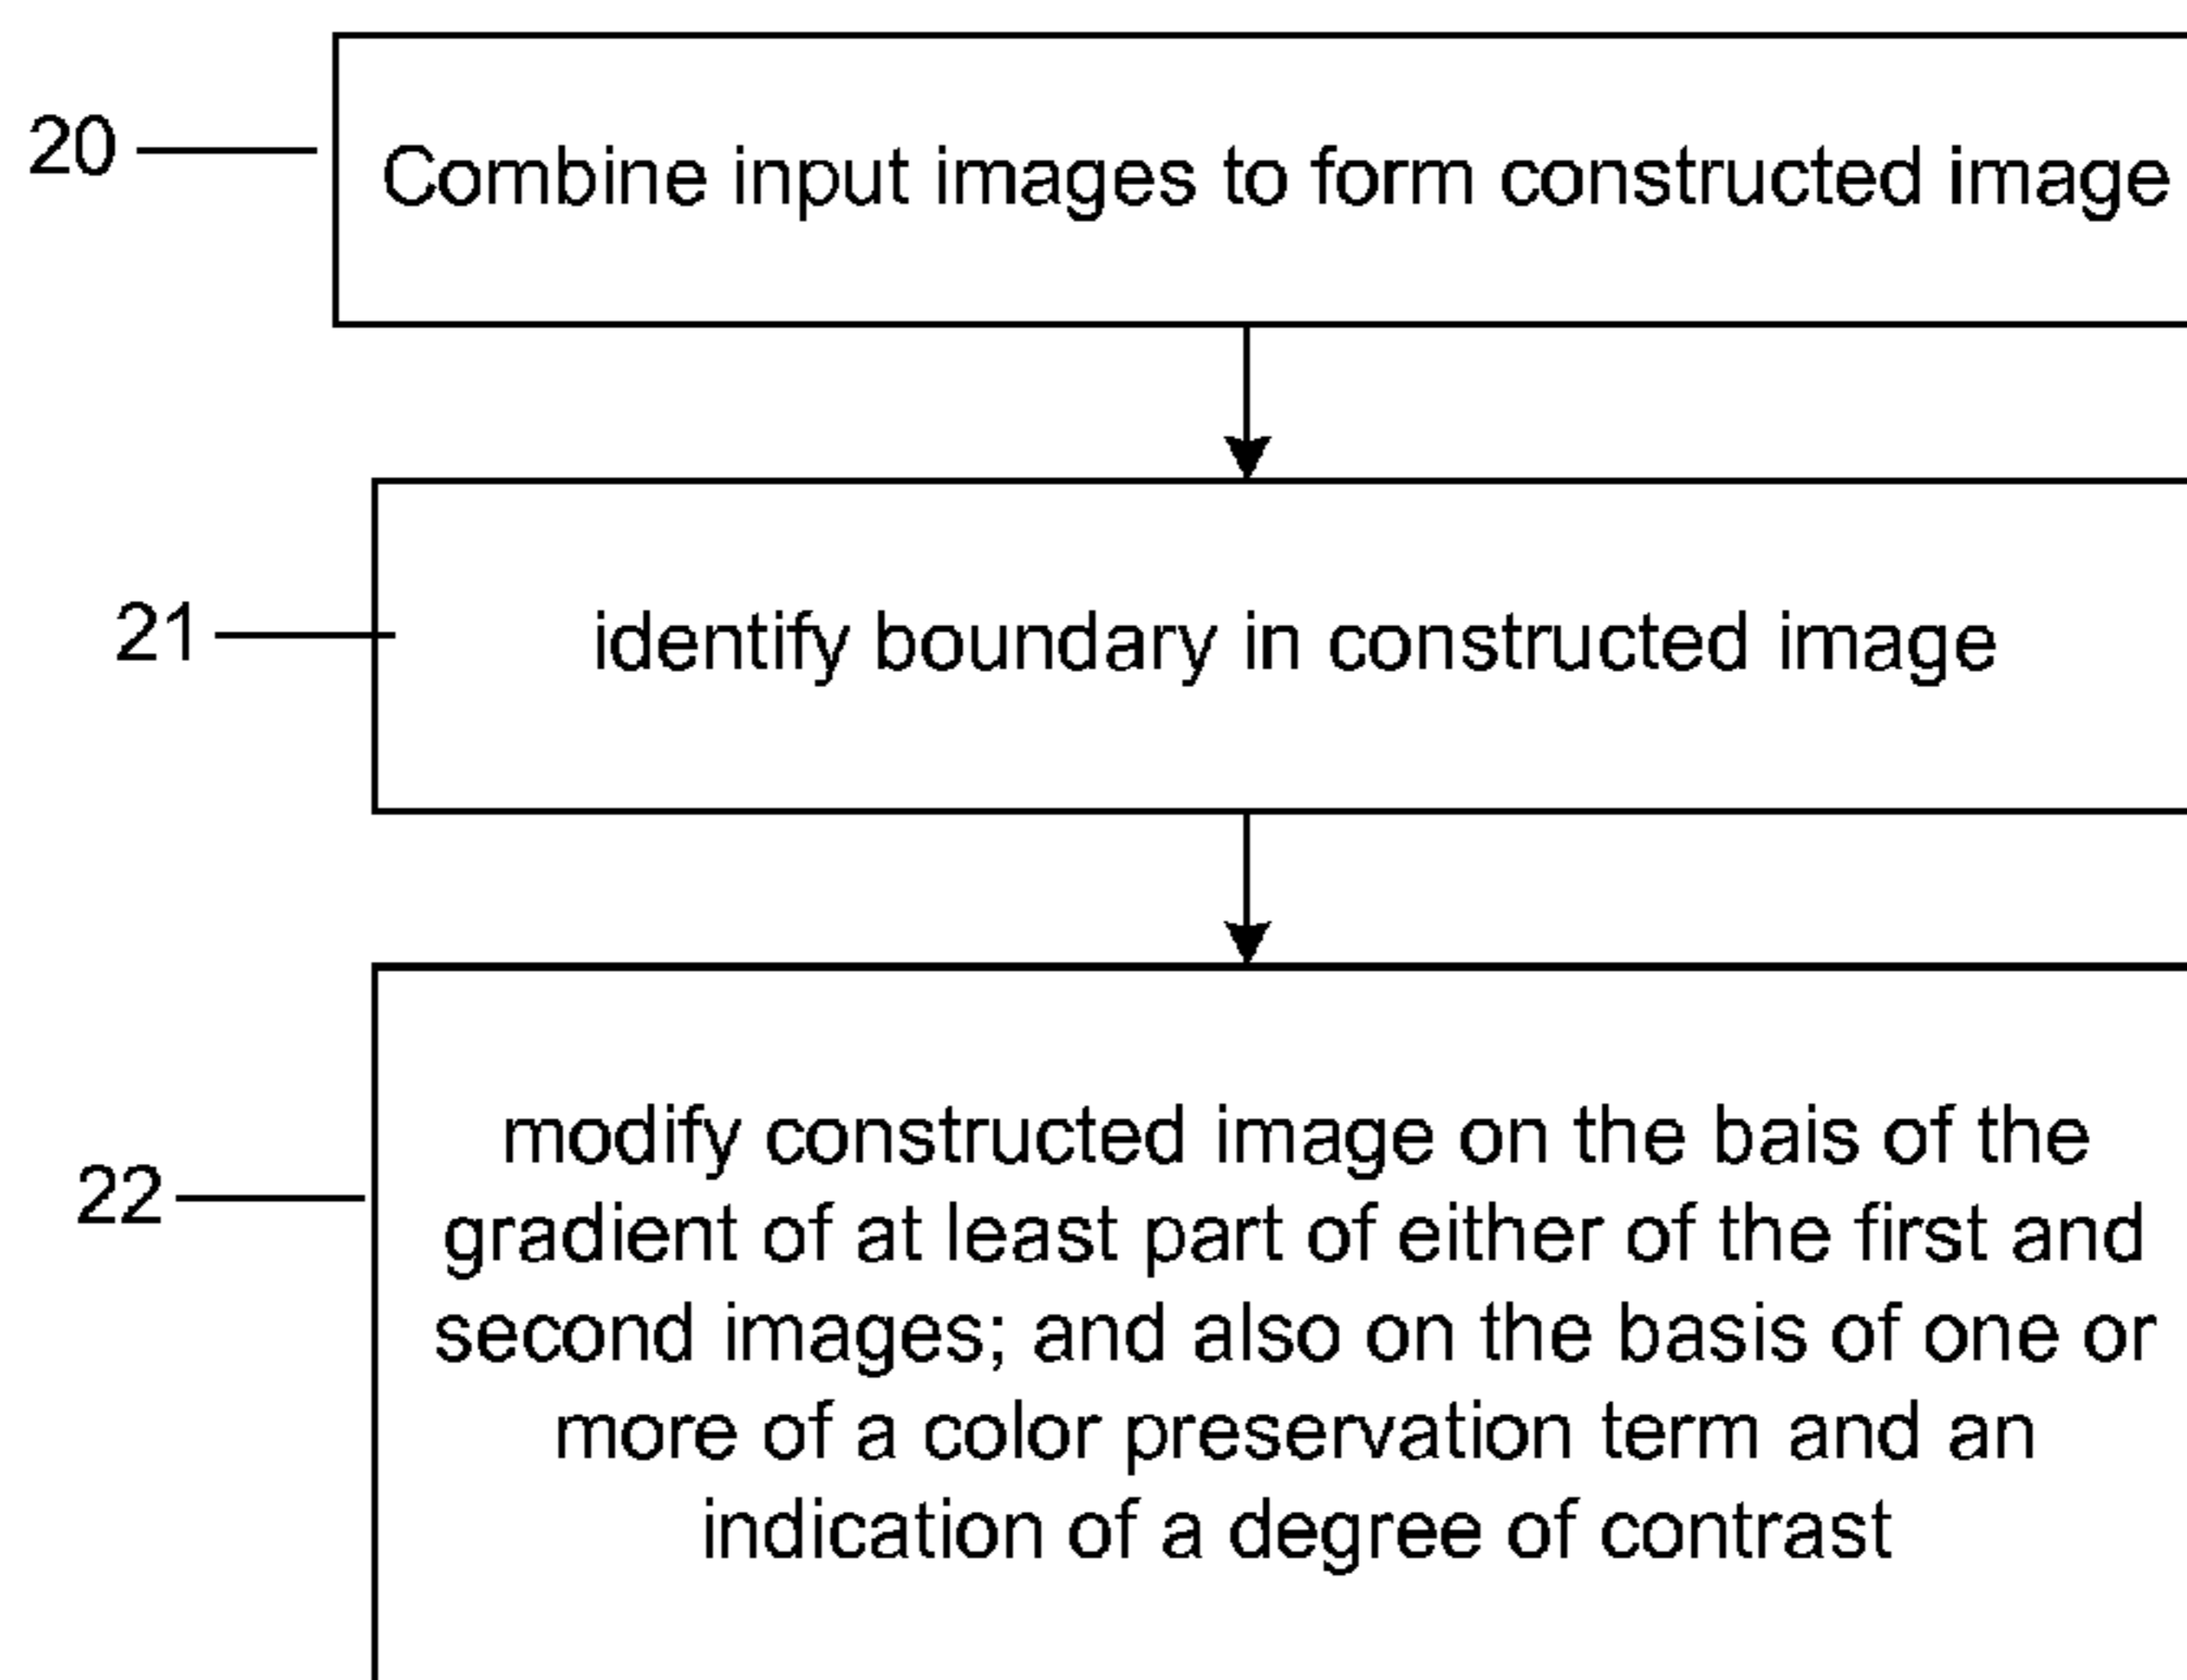 20
Combine input images to form constructed image
21
identify boundary in constructed image
22
modify constructed image on the bais of the
gradient of at least part of either of the first and
second images; and also on the basis of one or
more of a color preservation term and an
indication of a degree of contrast